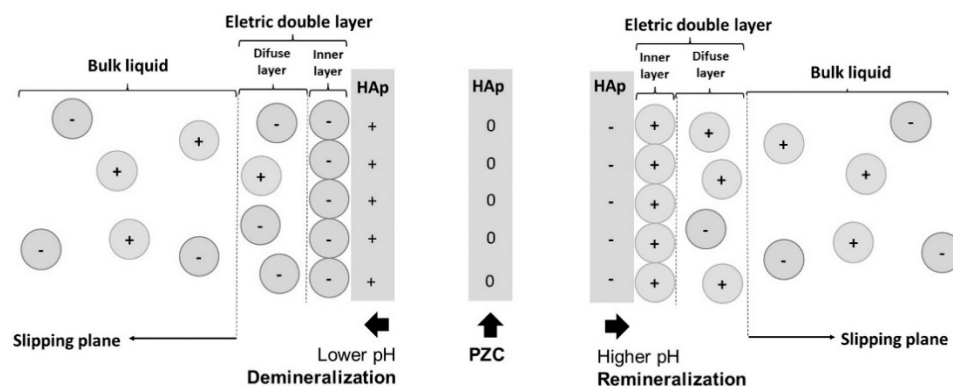 Eletric double layer
Eletric double layer
Bulk liquid
Difuse
layer
Inner
layer
HAp
HAp
HAp
Inner
layer
Difuse
layer
Bulk liquid
- + - - + 0 - + + + -
+ + - + 0 - + + +
- + 0 - +
- + - - - + 0 - + - + -
- - + 0 - + + -
Slipping plane
Lower pH
Demineralization
PZC
Higher pH
Remineralization
Slipping plane